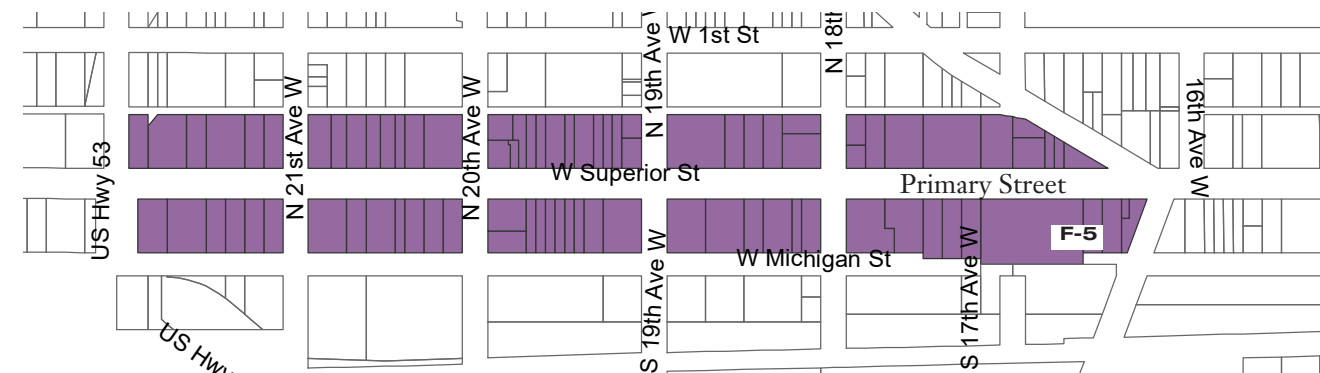 W 1st St
N 19th Ave W
N 18th
US Hwy 53
N 21st Ave W
N 20th Ave W
16th Ave W
W Superior St
Primary Street
F-5
W Michigan St
S 19th Ave W
S 17th Ave W
US Hwy